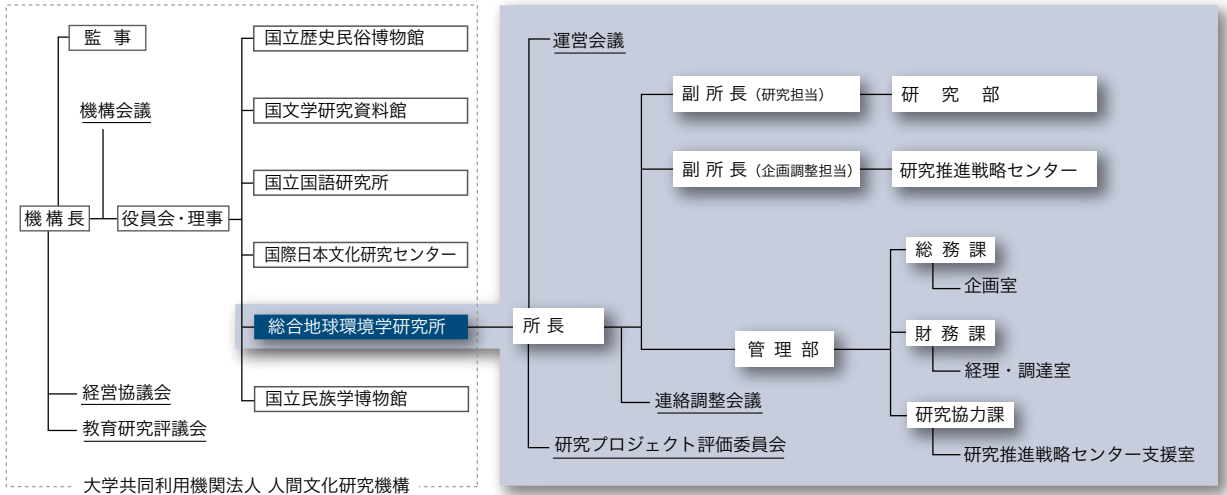 監事
機構会議
機構長
役員会・理事
経営協議会
教育研究評議会
国立歴史民俗博物館
国文学研究資料館
国立国語研究所
国際日本文化研究センター
総合地球環境学研究所
国立民族学博物館
大学共同利用機関法人 人間文化研究機構
運営会議
副所長（研究担当）
研究部
副所長（企画調整担当）
研究推進戦略センター
所長
管理部
総務課
企画室
財務課
経理・調達室
研究協力課
研究推進戦略センター支援室
連絡調整会議
研究プロジェクト評価委員会